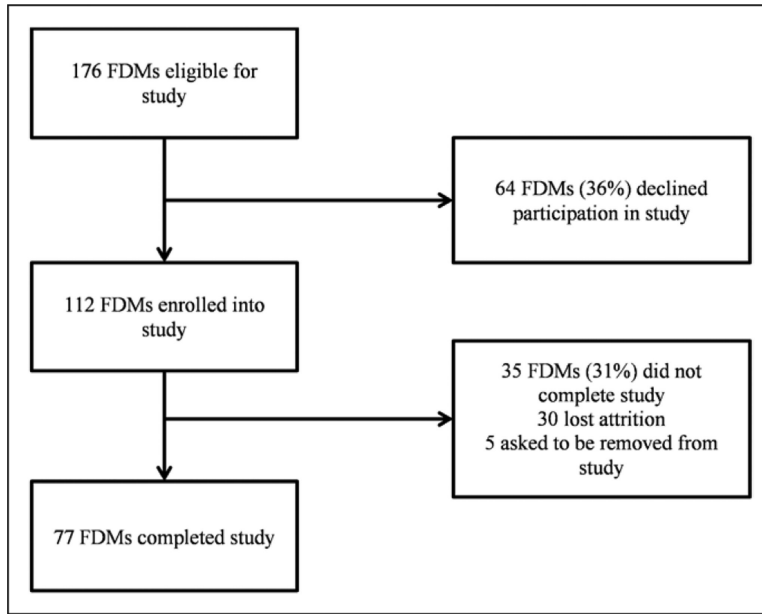 176 FDMs eligible for
study
64 FDMs (36%) declined
participation in study
112 FDMs enrolled into
study
35 FDMs (31%) did not
complete study
30 lost attrition
5 asked to be removed from
study
77 FDMs completed study